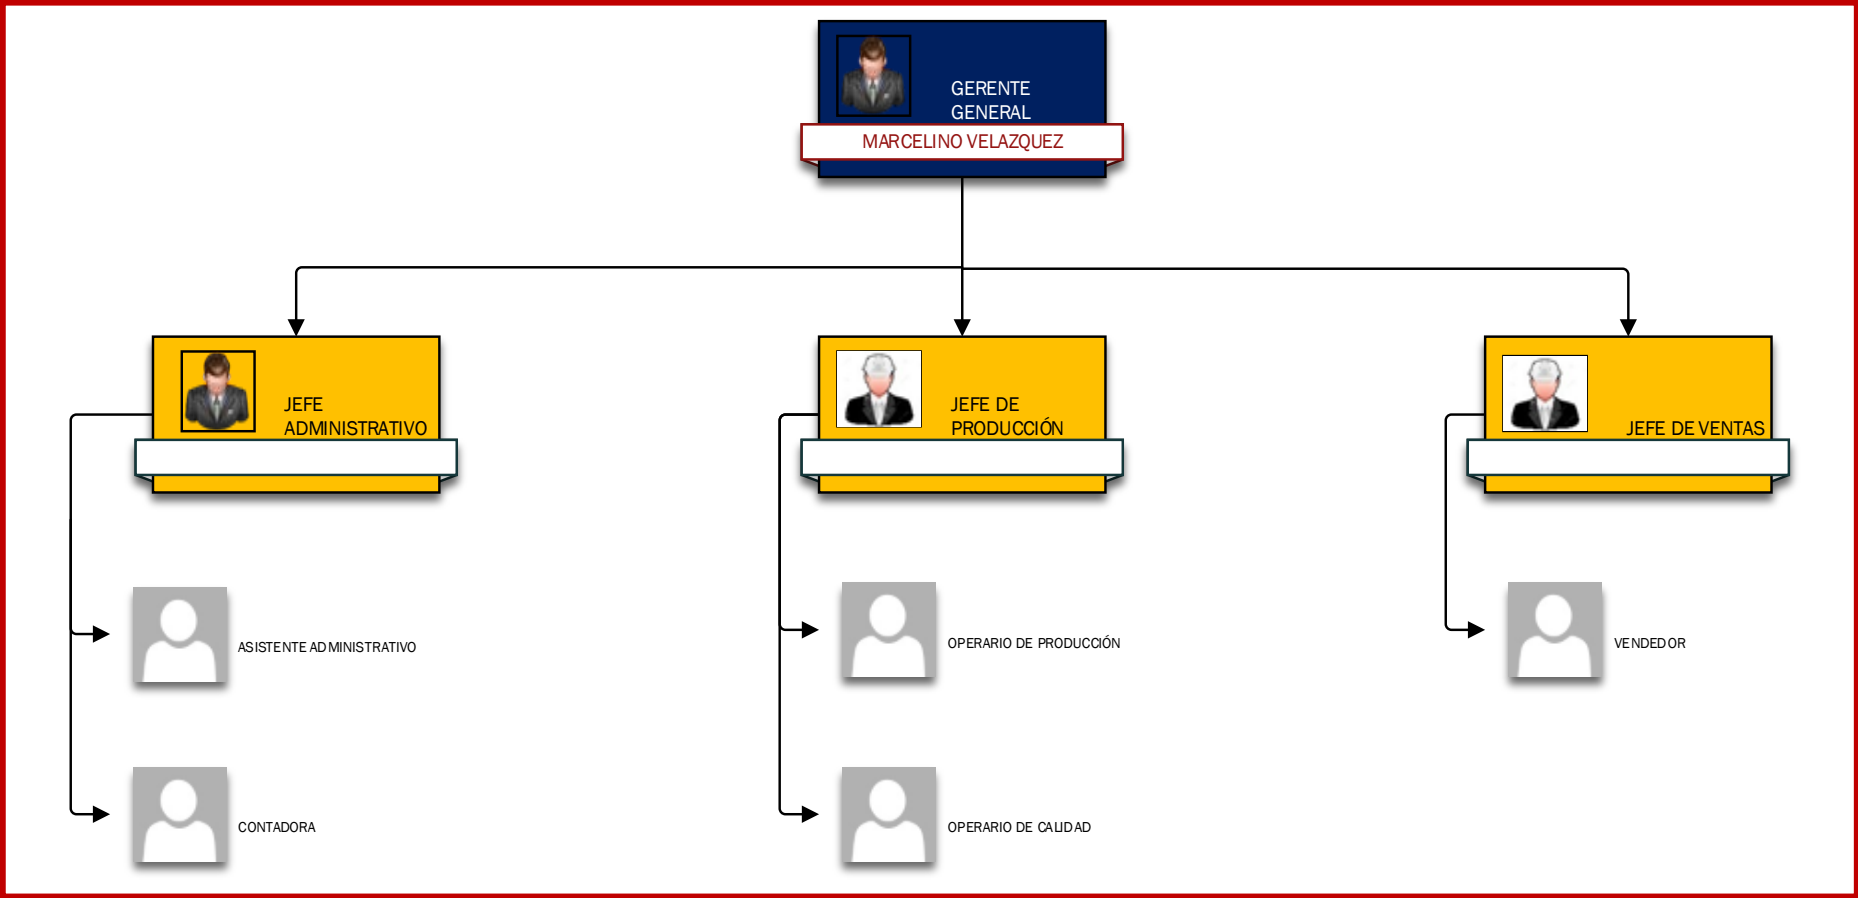 GERENTE
GENERAL
MARCELINO VELAZQUEZ
JEFE
ADMINISTRATIVO
JEFE DE
PRODUCCIÓN
JEFE DE VENTAS
ASISTENTE ADMINISTRATIVO
OPERARIO DE PRODUCCIÓN
VENDEDOR
CONTADORA
OPERARIO DE CALIDAD